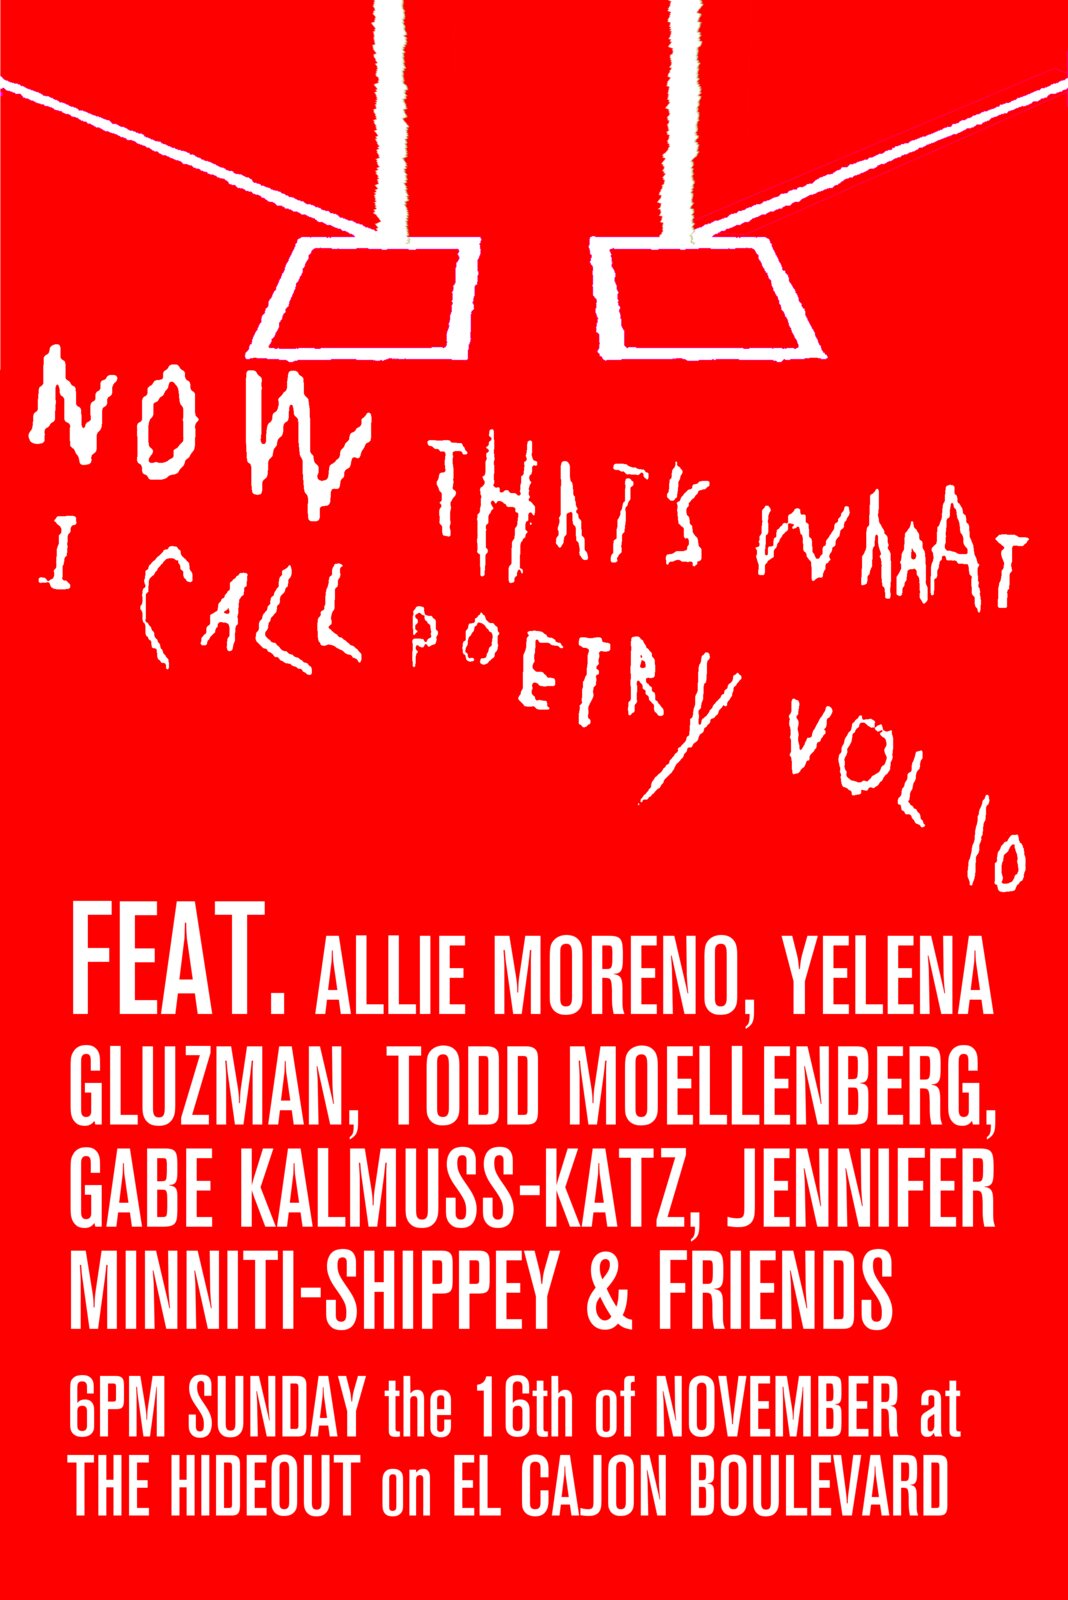 NOW THAT'S WHAAT
I CALL POETRY VOL 10
FEAT. ALLIE MORENO, YELENA
GLUZMAN, TODD MOELLENBERG,
GABE KALMUSS-KATZ, JENNIFER
MINNITI-SHIPPEY & FRIENDS
6PM SUNDAY the 16th of NOVEMBER at
THE HIDEOUT on EL CAJON BOULEVARD